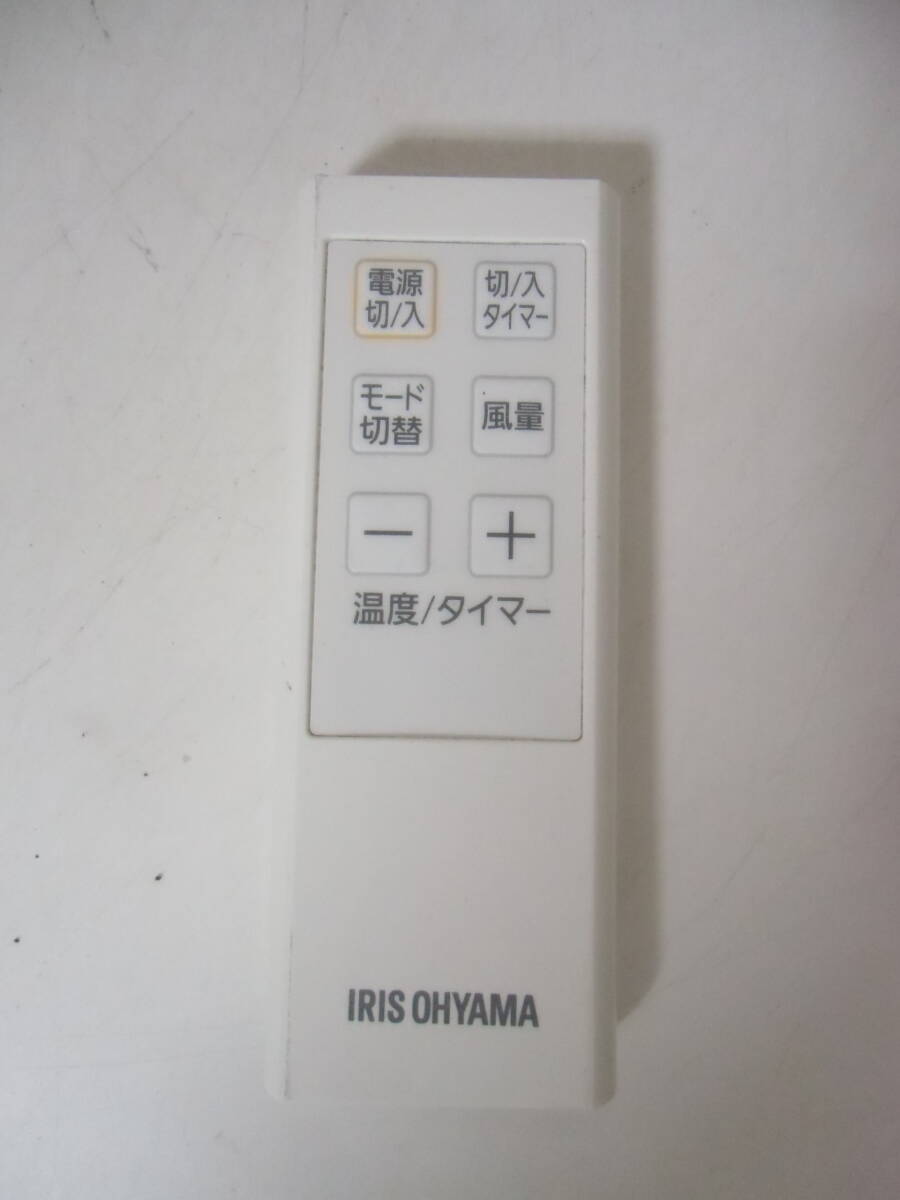 電源
切/入
切/入
タイマー
モード
切替
風量
－
＋
温度/タイマー
IRIS OHYAMA